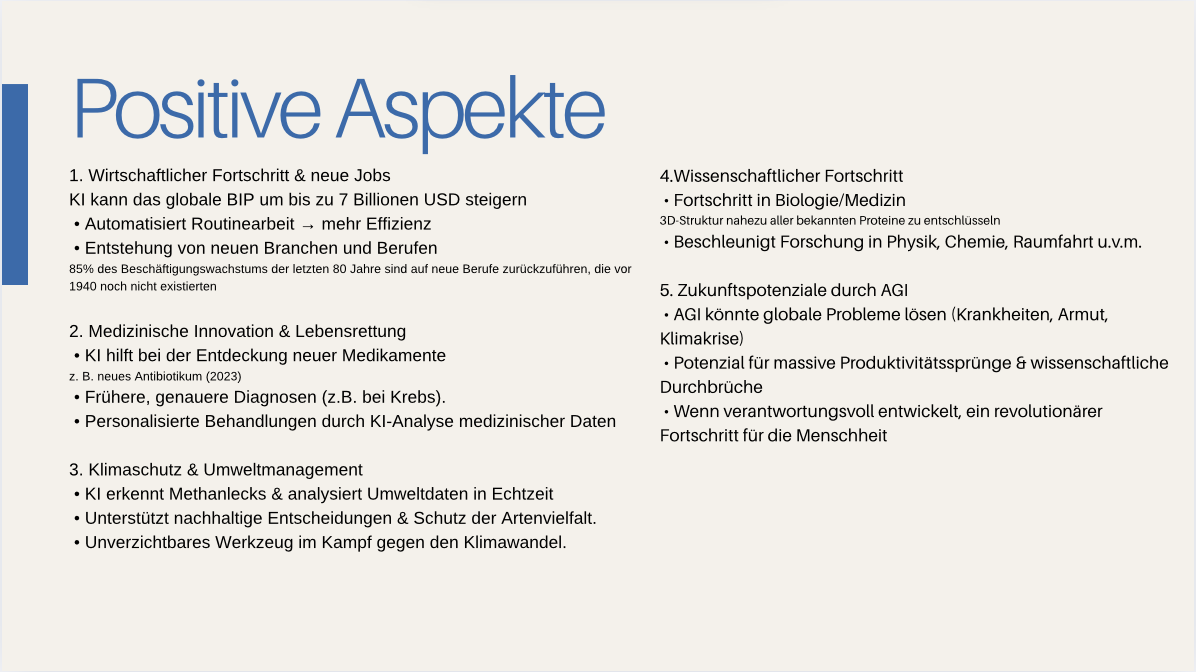 Positive Aspekte
1. Wirtschaftlicher Fortschritt & neue Jobs
KI kann das globale BIP um bis zu 7 Billionen USD steigern
• Automatisiert Routinearbeit → mehr Effizienz
• Entstehung von neuen Branchen und Berufen
85% des Beschäftigungswachstums der letzten 80 Jahre sind auf neue Berufe zurückzuführen, die vor
1940 noch nicht existierten
2. Medizinische Innovation & Lebensrettung
• KI hilft bei der Entdeckung neuer Medikamente
z. B. neues Antibiotikum (2023)
• Frühere, genauere Diagnosen (z.B. bei Krebs).
• Personalisierte Behandlungen durch KI-Analyse medizinischer Daten
3. Klimaschutz & Umweltmanagement
• KI erkennt Methanlecks & analysiert Umweltdaten in Echtzeit
• Unterstützt nachhaltige Entscheidungen & Schutz der Artenvielfalt.
• Unverzichtbares Werkzeug im Kampf gegen den Klimawandel.
4.Wissenschaftlicher Fortschritt
• Fortschritt in Biologie/Medizin
3D-Struktur nahezu aller bekannten Proteine zu entschlüsseln
• Beschleunigt Forschung in Physik, Chemie, Raumfahrt u.v.m.
5. Zukunftspotenziale durch AGI
• AGI könnte globale Probleme lösen (Krankheiten, Armut,
Klimakrise)
• Potenzial für massive Produktivitätssprünge & wissenschaftliche
Durchbrüche
• Wenn verantwortungsvoll entwickelt, ein revolutionärer
Fortschritt für die Menschheit